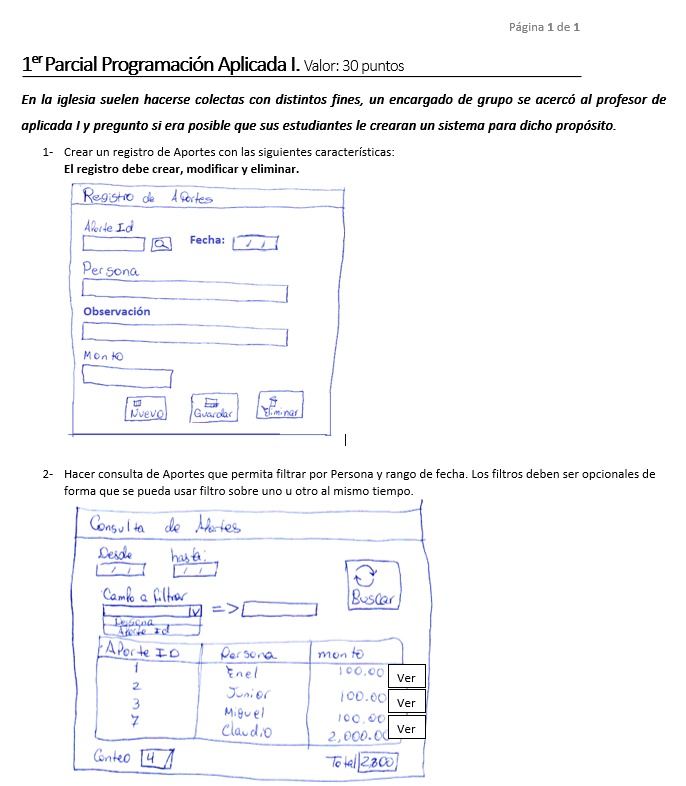 Página 1 de 1
1er Parcial Programación Aplicada I. Valor: 30 puntos
En la iglesia suelen hacerse colectas con distintos fines, un encargado de grupo se acercó al profesor de
aplicada I y pregunto si era posible que sus estudiantes le crearan un sistema para dicho propósito.
1- Crear un registro de Aportes con las siguientes características:
El registro debe crear, modificar y eliminar.
Registro de Aportes
Aporte Id
Fecha: / /
Persona
Observación
Monto
Nuevo Guardar Eliminar
2- Hacer consulta de Aportes que permita filtrar por Persona y rango de fecha. Los filtros deben ser opcionales de
forma que se pueda usar filtro sobre uno u otro al mismo tiempo.
Consulta de Aportes
Desde hasta:
/ / / /
Buscar
Campo a filtrar
=>
Persona
Aporte Id
Aporte ID Persona monto
1 Enel 100.00 Ver
2 Junior 100.00 Ver
3 Miguel 100.00 Ver
7 Claudio 2,000.00
Conteo 4 Total 2,300